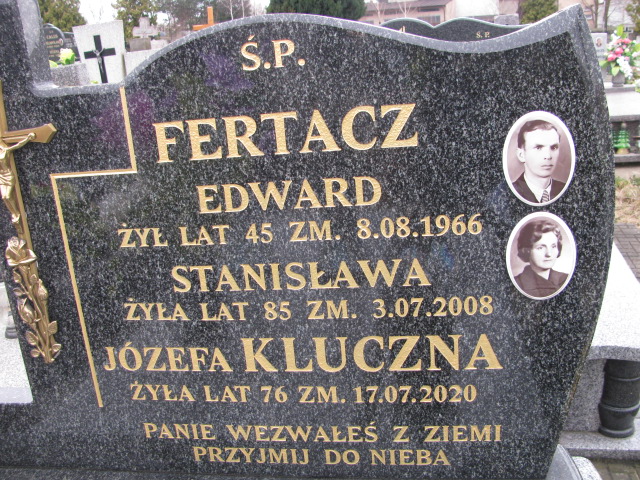 Ś.P.
FERTACZ
EDWARD
ŻYŁ LAT 45 ZM. 8.08.1966
STANISŁAWA
ŻYŁA LAT 85 ZM. 3.07.2008
JÓZEFA KLUCZNA
ŻYŁA LAT 76 ZM. 17.07.2020
PANIE WEZWAŁEŚ Z ZIEMI
PRZYJMIJ DO NIEBA